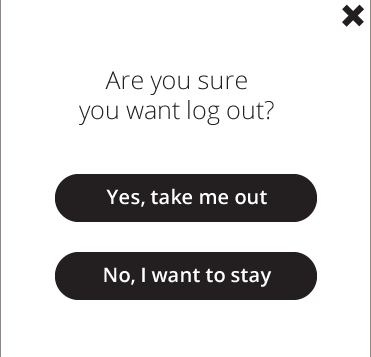 Are you sure
you want log out?
Yes, take me out
No, I want to stay